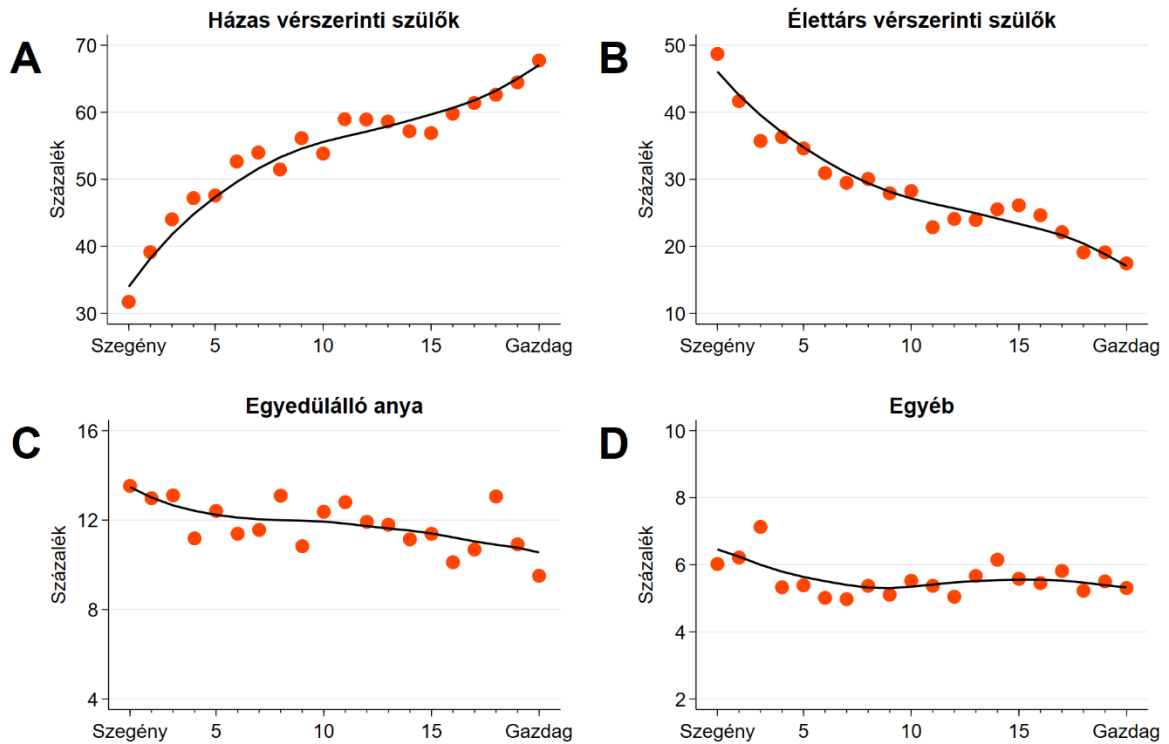 A
Házas vérszerinti szülők
Százalék
70
60
50
40
30
Szegény 5 10 15 Gazdag
B
Élettárs vérszerinti szülők
Százalék
50
40
30
20
10
Szegény 5 10 15 Gazdag
C
Egyedülálló anya
Százalék
16
12
8
4
Szegény 5 10 15 Gazdag
D
Egyéb
Százalék
10
8
6
4
2
Szegény 5 10 15 Gazdag